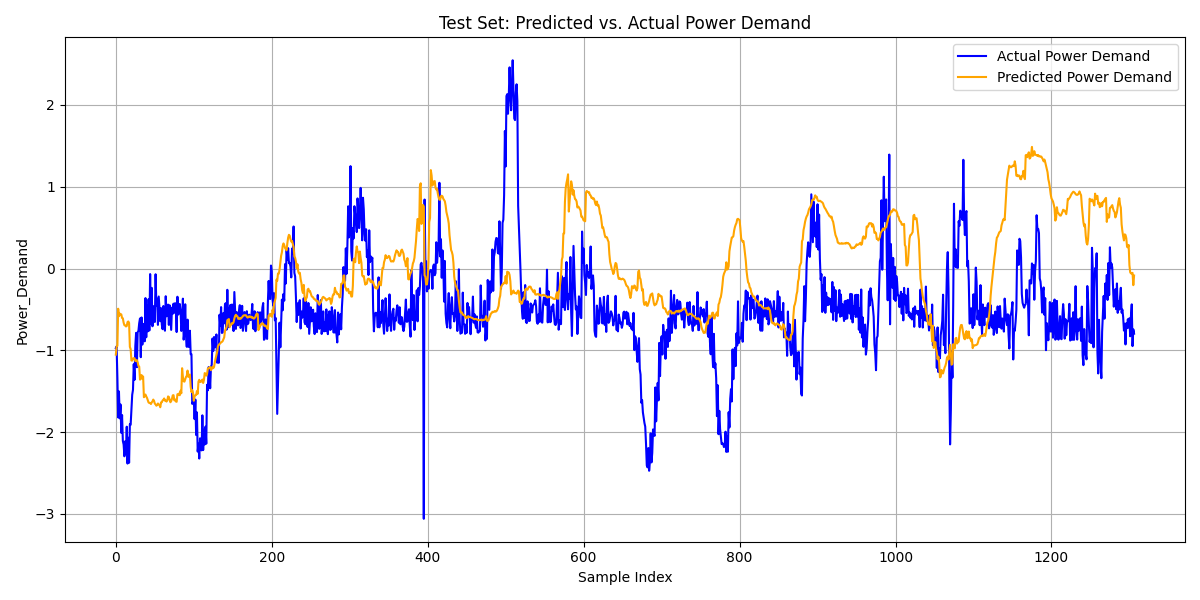 Test Set: Predicted vs. Actual Power Demand
Actual Power Demand
Predicted Power Demand
Power_Demand
2
1
0
−1
−2
−3
0 200 400 600 800 1000 1200
Sample Index